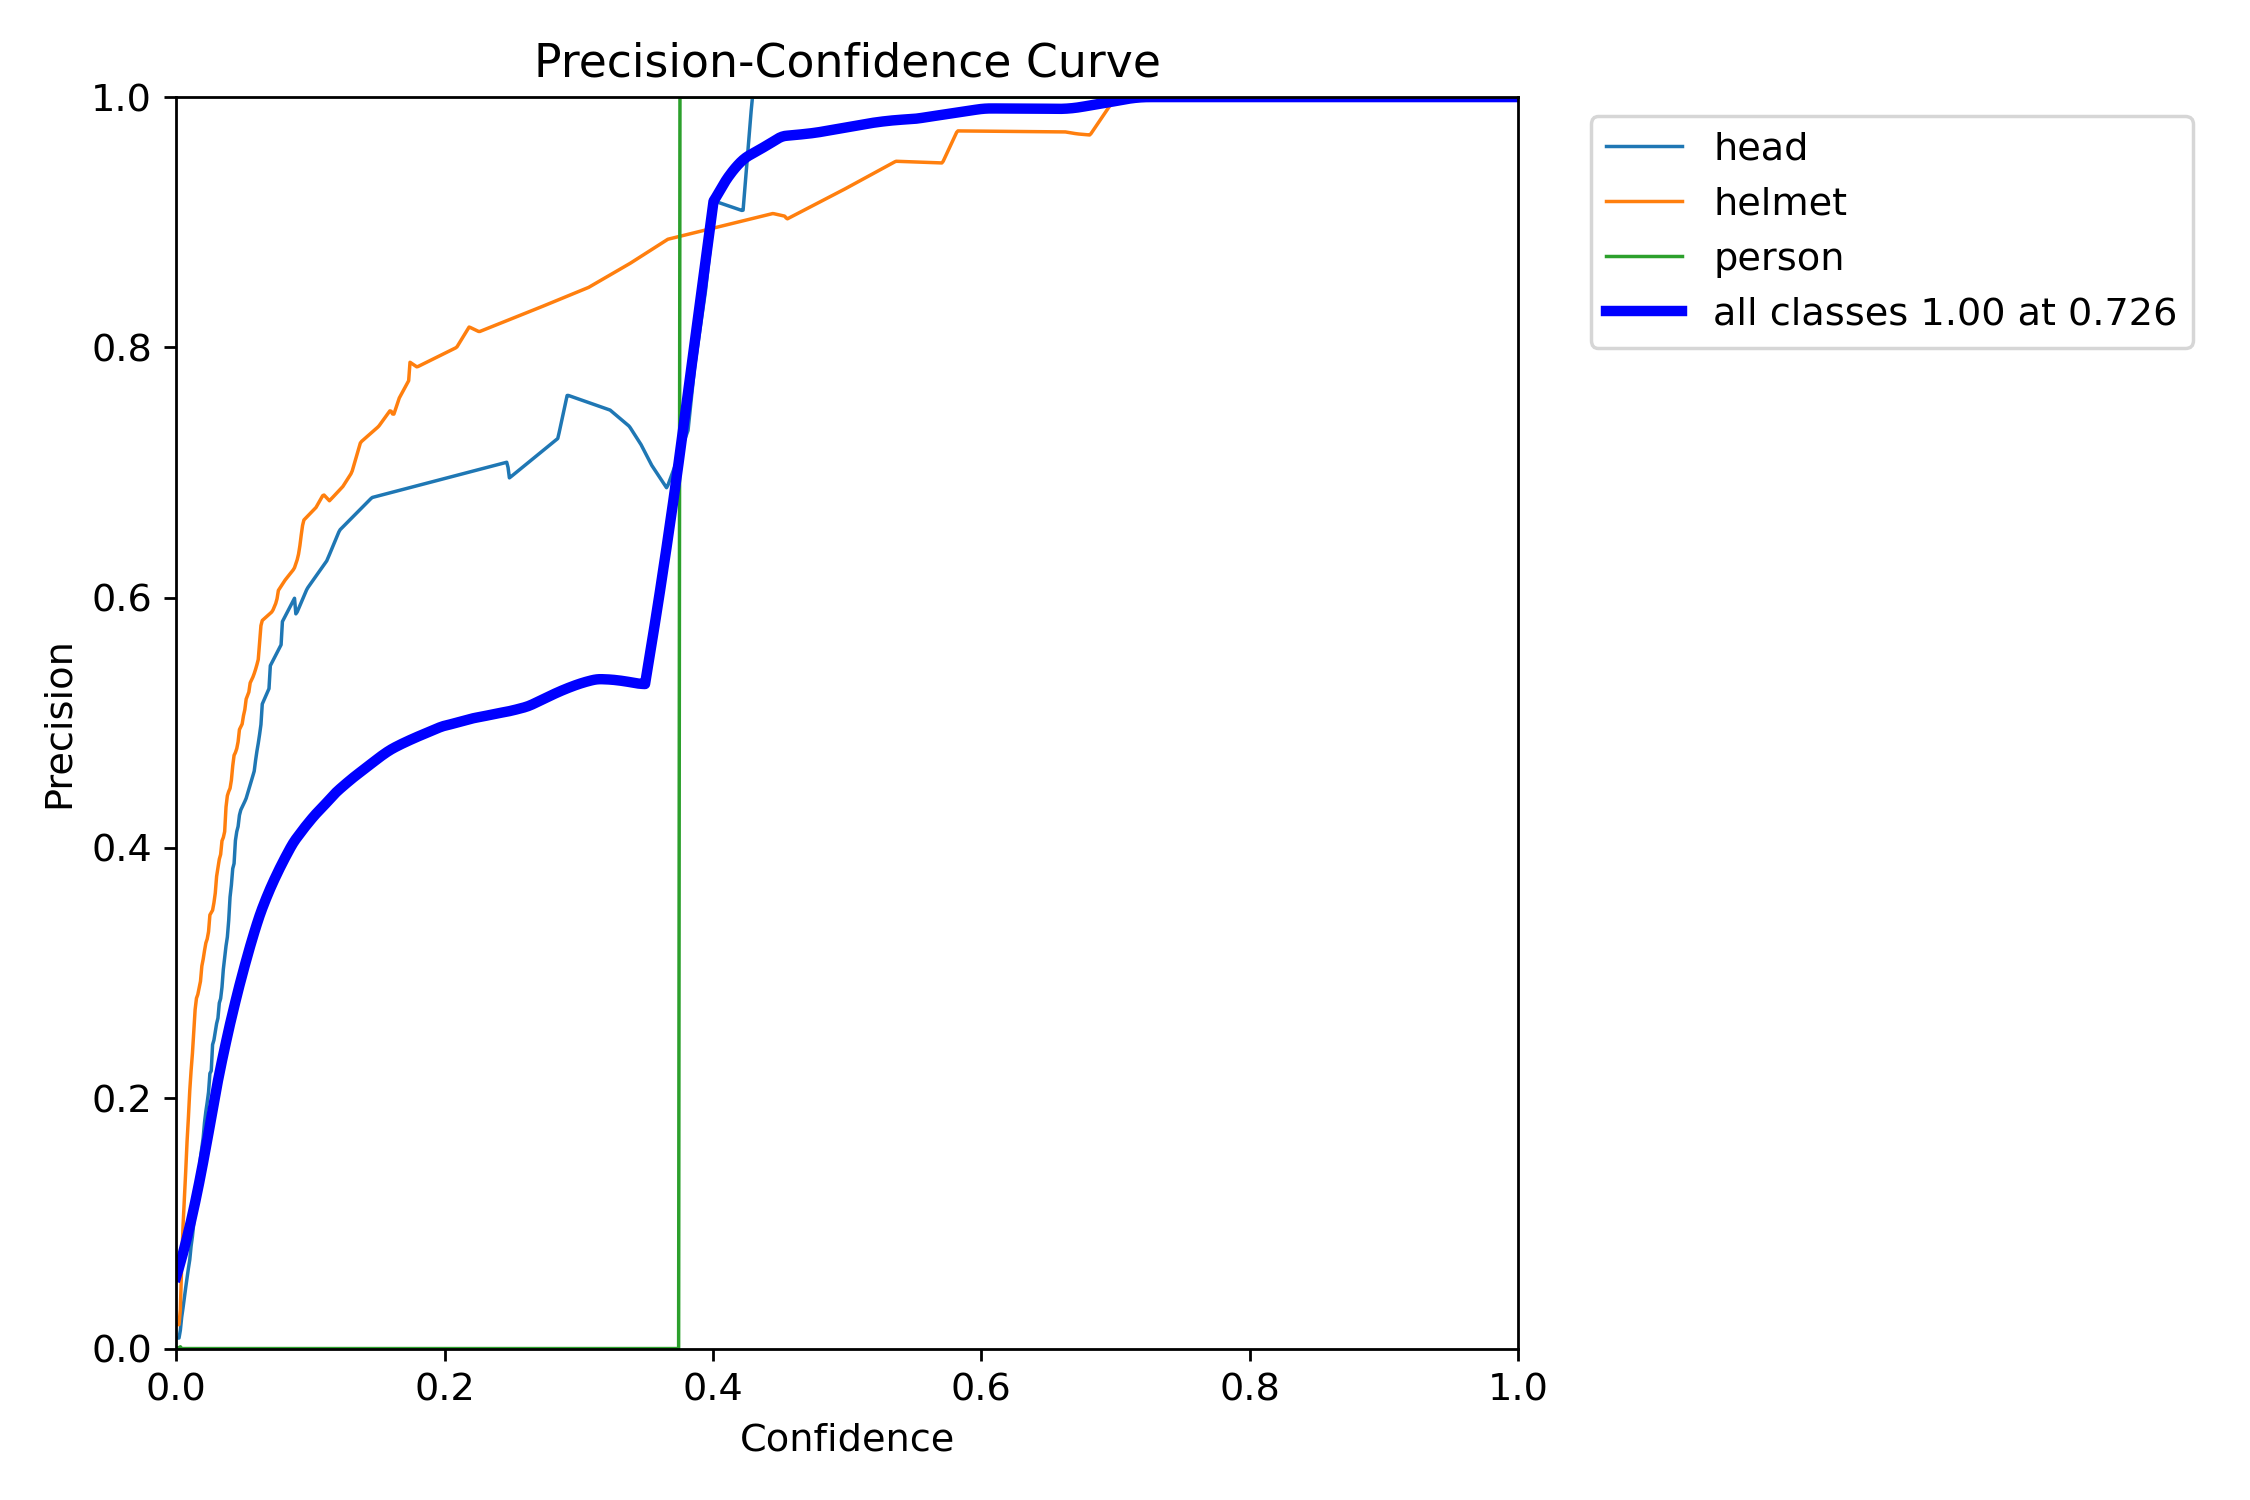 Precision-Confidence Curve
1.0
0.8
0.6
0.4
0.2
0.0
Precision
0.0 0.2 0.4 0.6 0.8 1.0
Confidence
head
helmet
person
all classes 1.00 at 0.726